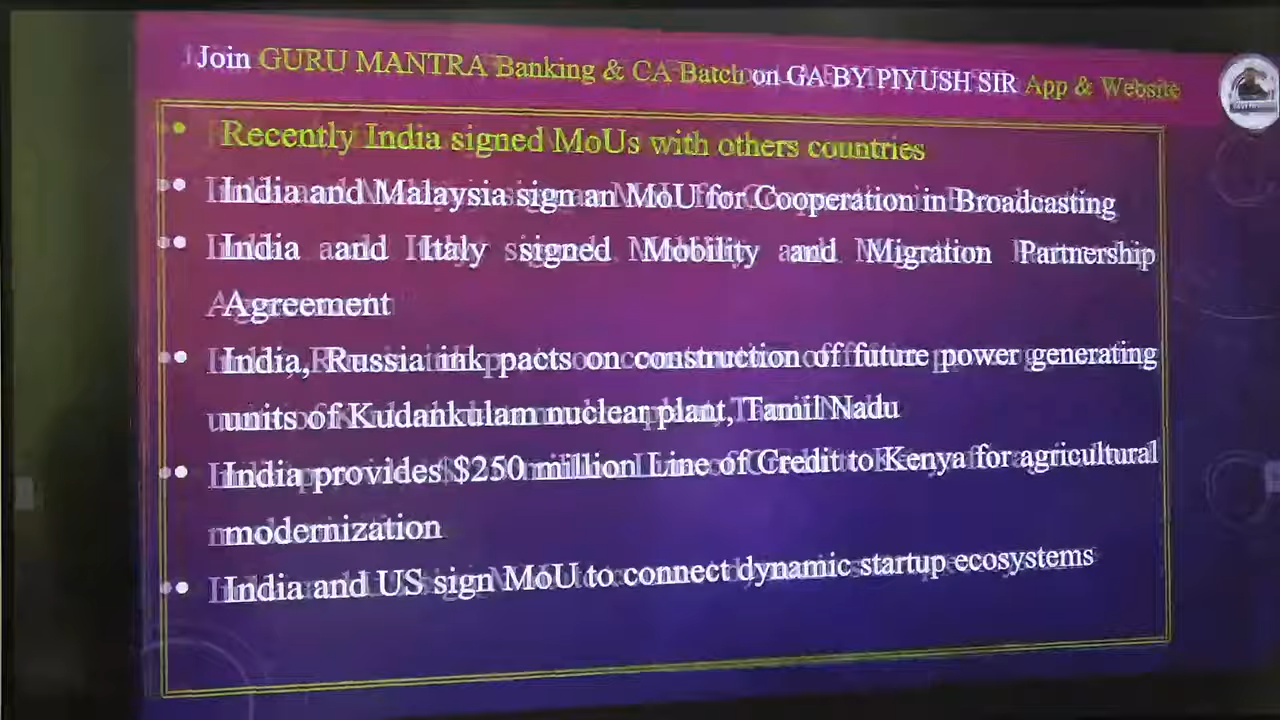 Join GURU MANTRA Banking & CA Batch on GA BY PIYUSH SIR App & Website
• Recently India signed MoUs with others countries
• India and Malaysia sign an MoU for Cooperation in Broadcasting
• India and Italy signed Mobility and Migration Partnership
Agreement
• India, Russia ink pacts on construction of future power generating
units of Kudankulam nuclear plant, Tamil Nadu
• India provides $250 million Line of Credit to Kenya for agricultural
modernization
• India and US sign MoU to connect dynamic startup ecosystems